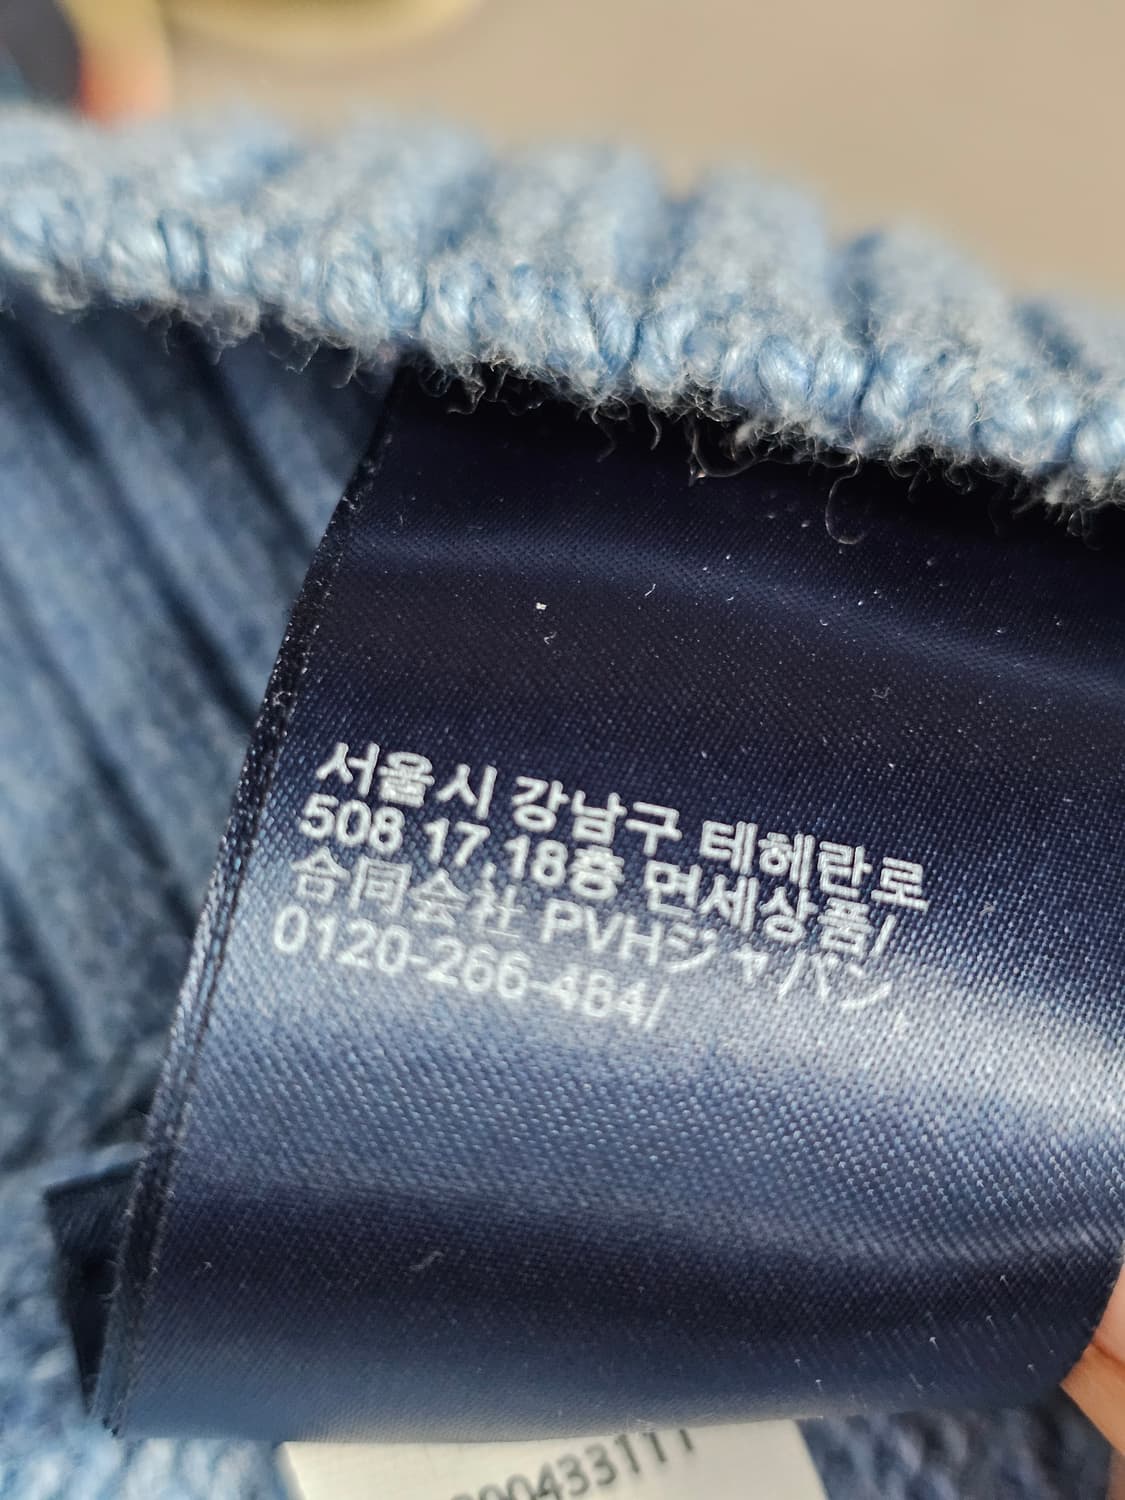 서울시 강남구 테헤란로
508 17,18층 면세상품/
合同会社 PVHジャパン
0120-266-484/
00433111